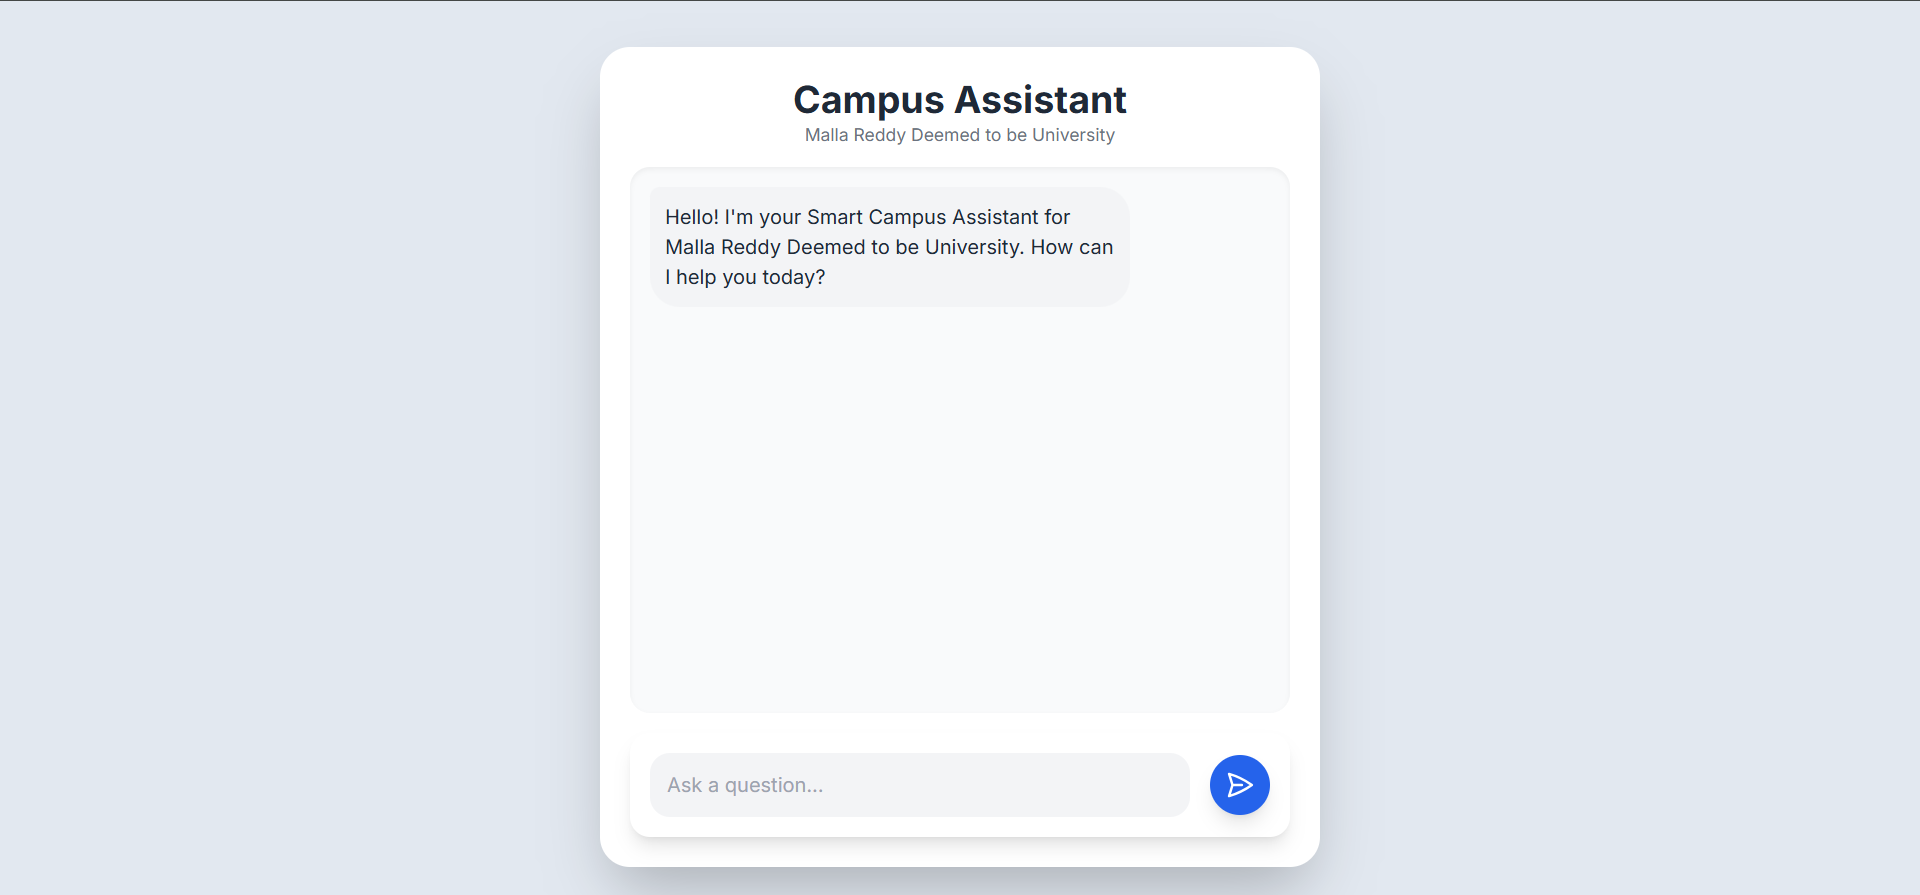 Campus Assistant
Malla Reddy Deemed to be University
Hello! I'm your Smart Campus Assistant for
Malla Reddy Deemed to be University. How can
I help you today?
Ask a question...